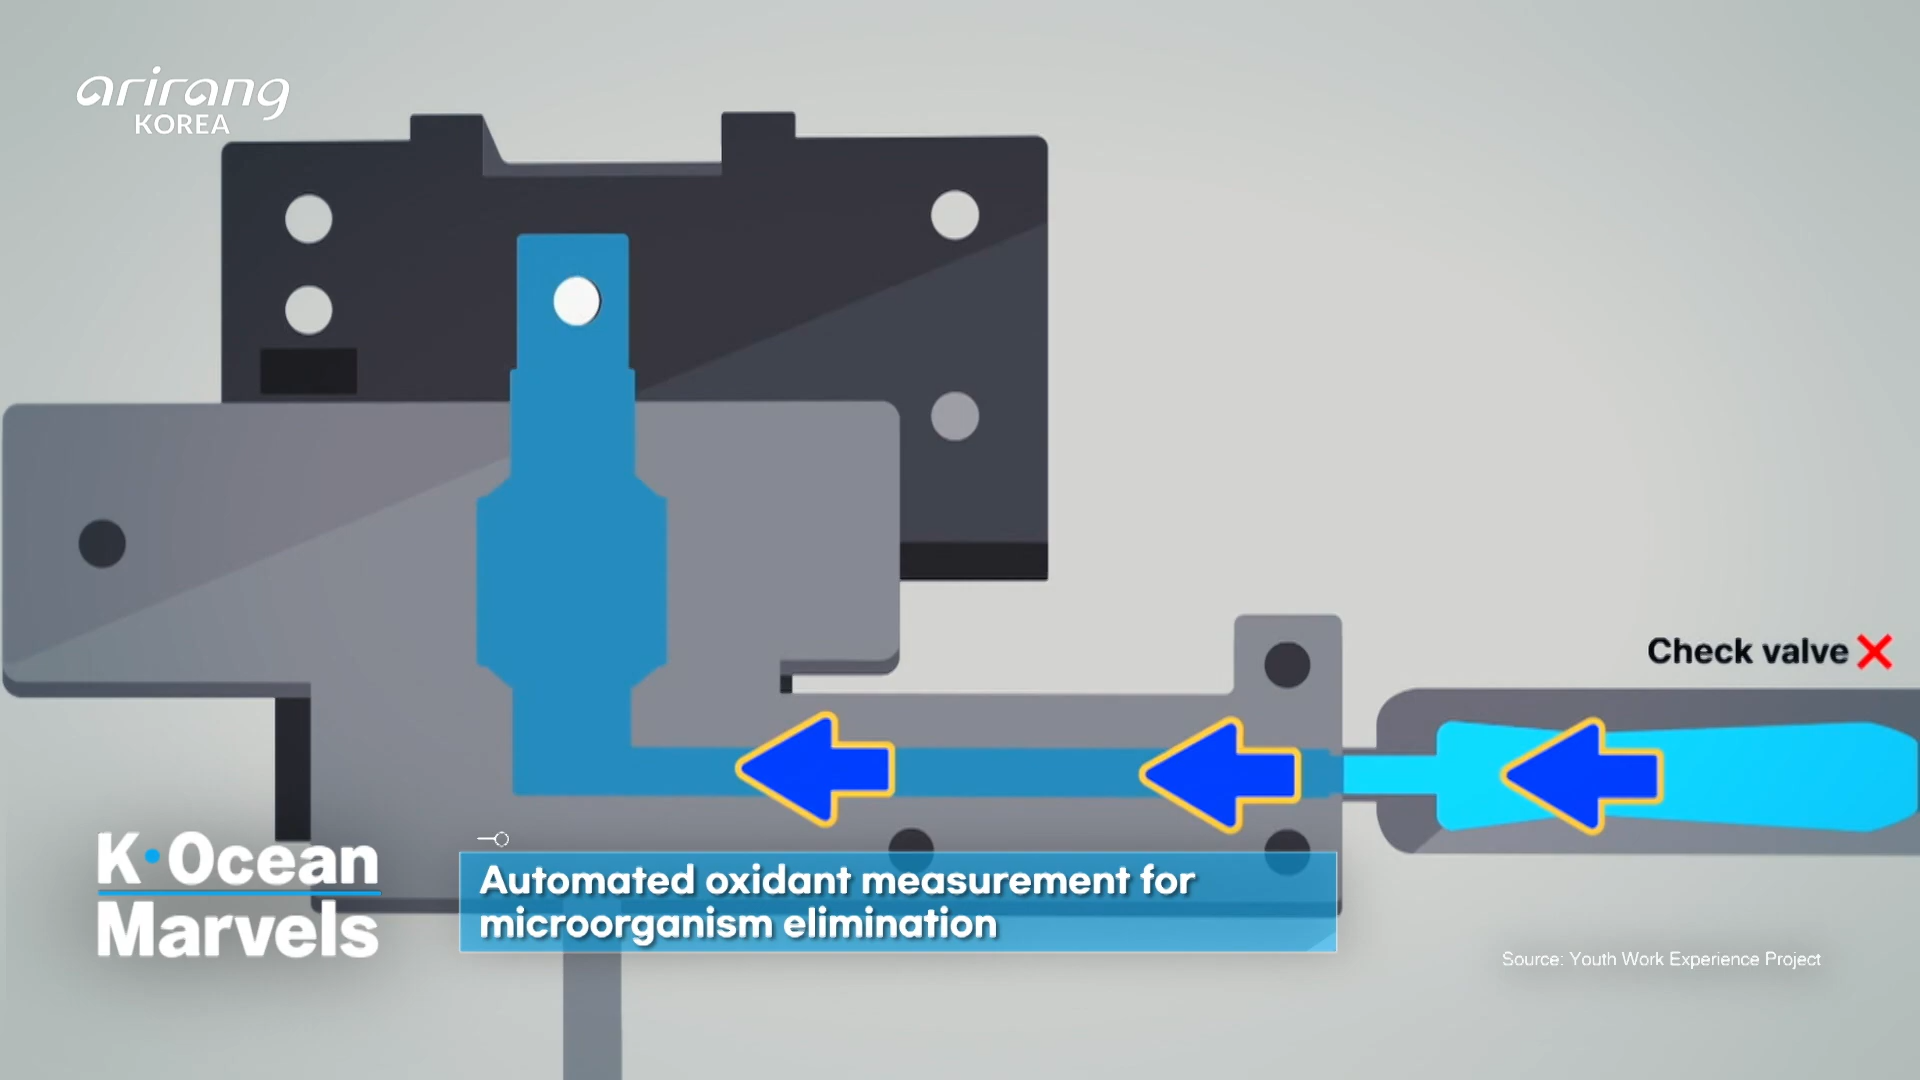 arirang
KOREA
Check valve
K·Ocean
Marvels
Automated oxidant measurement for
microorganism elimination
Source: Youth Work Experience Project